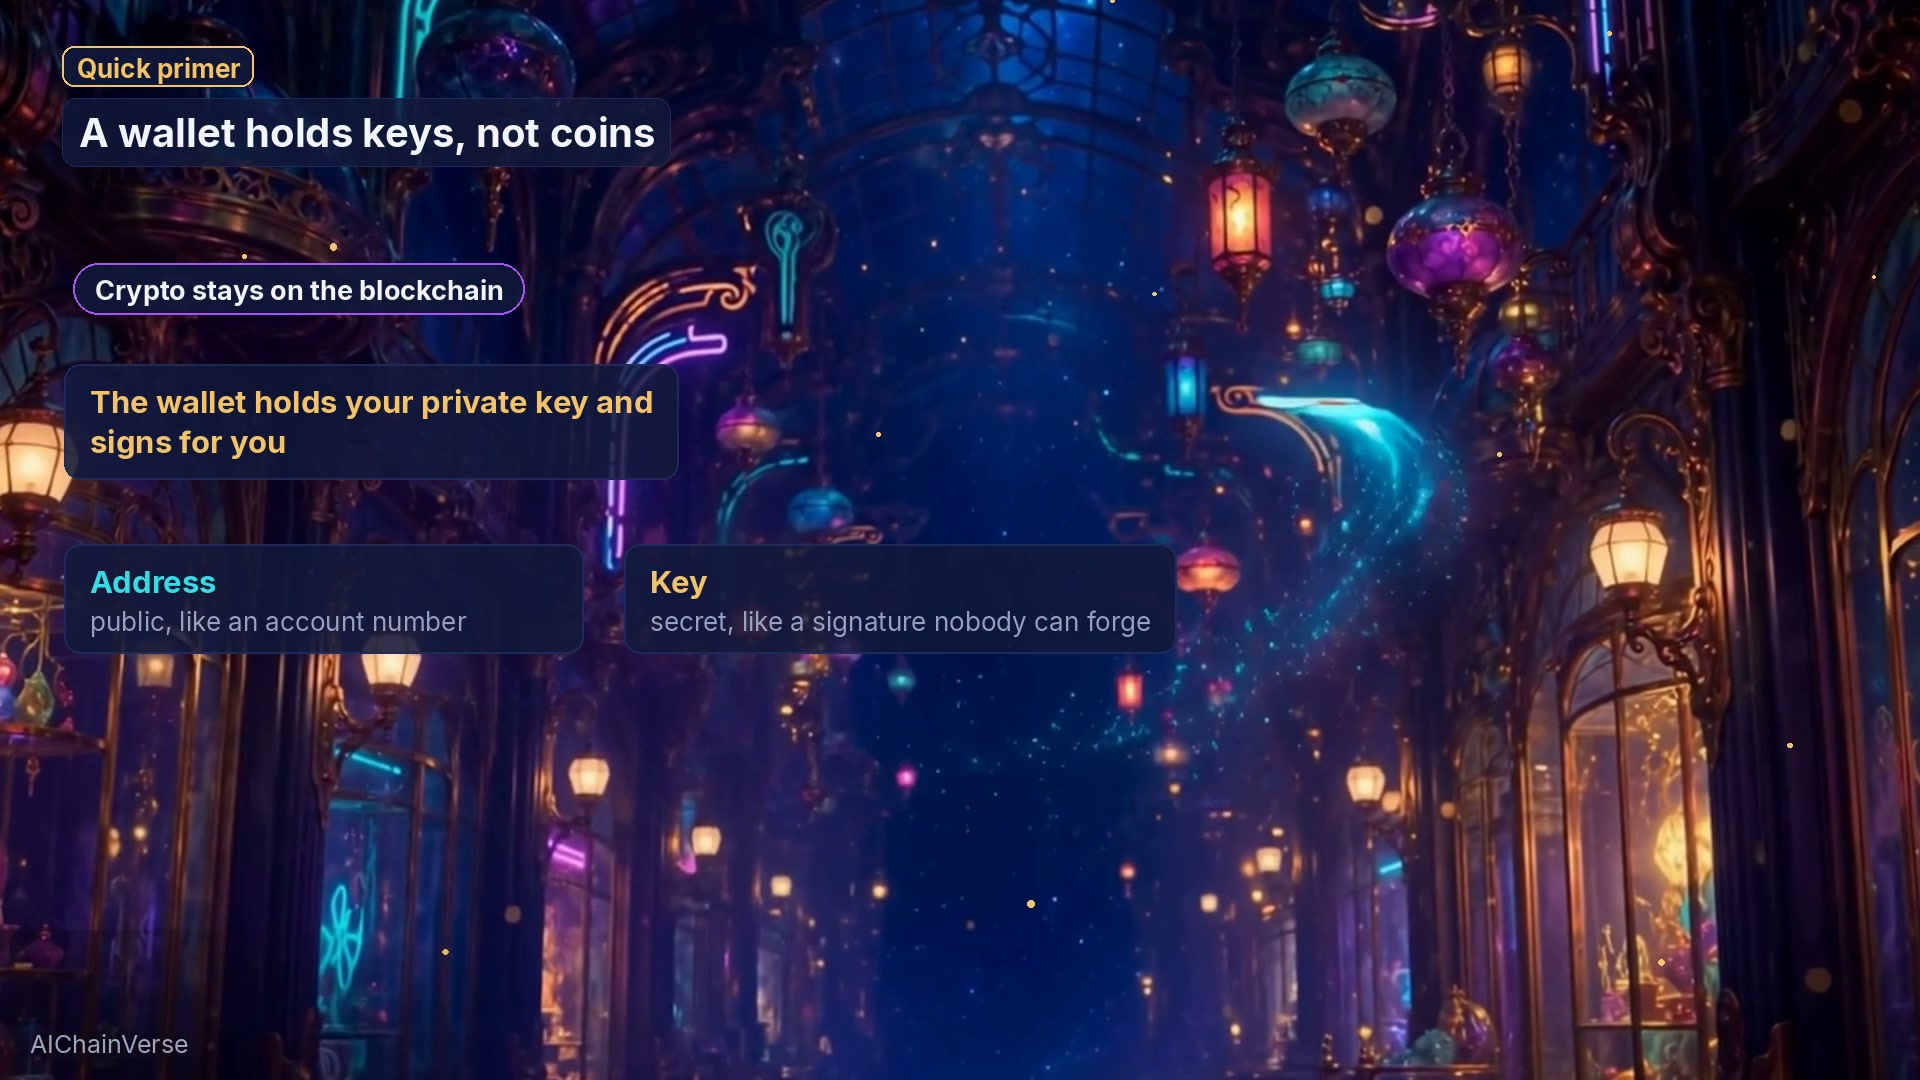 Quick primer
A wallet holds keys, not coins
Crypto stays on the blockchain
The wallet holds your private key and
signs for you
Address
public, like an account number
Key
secret, like a signature nobody can forge
AIChainVerse